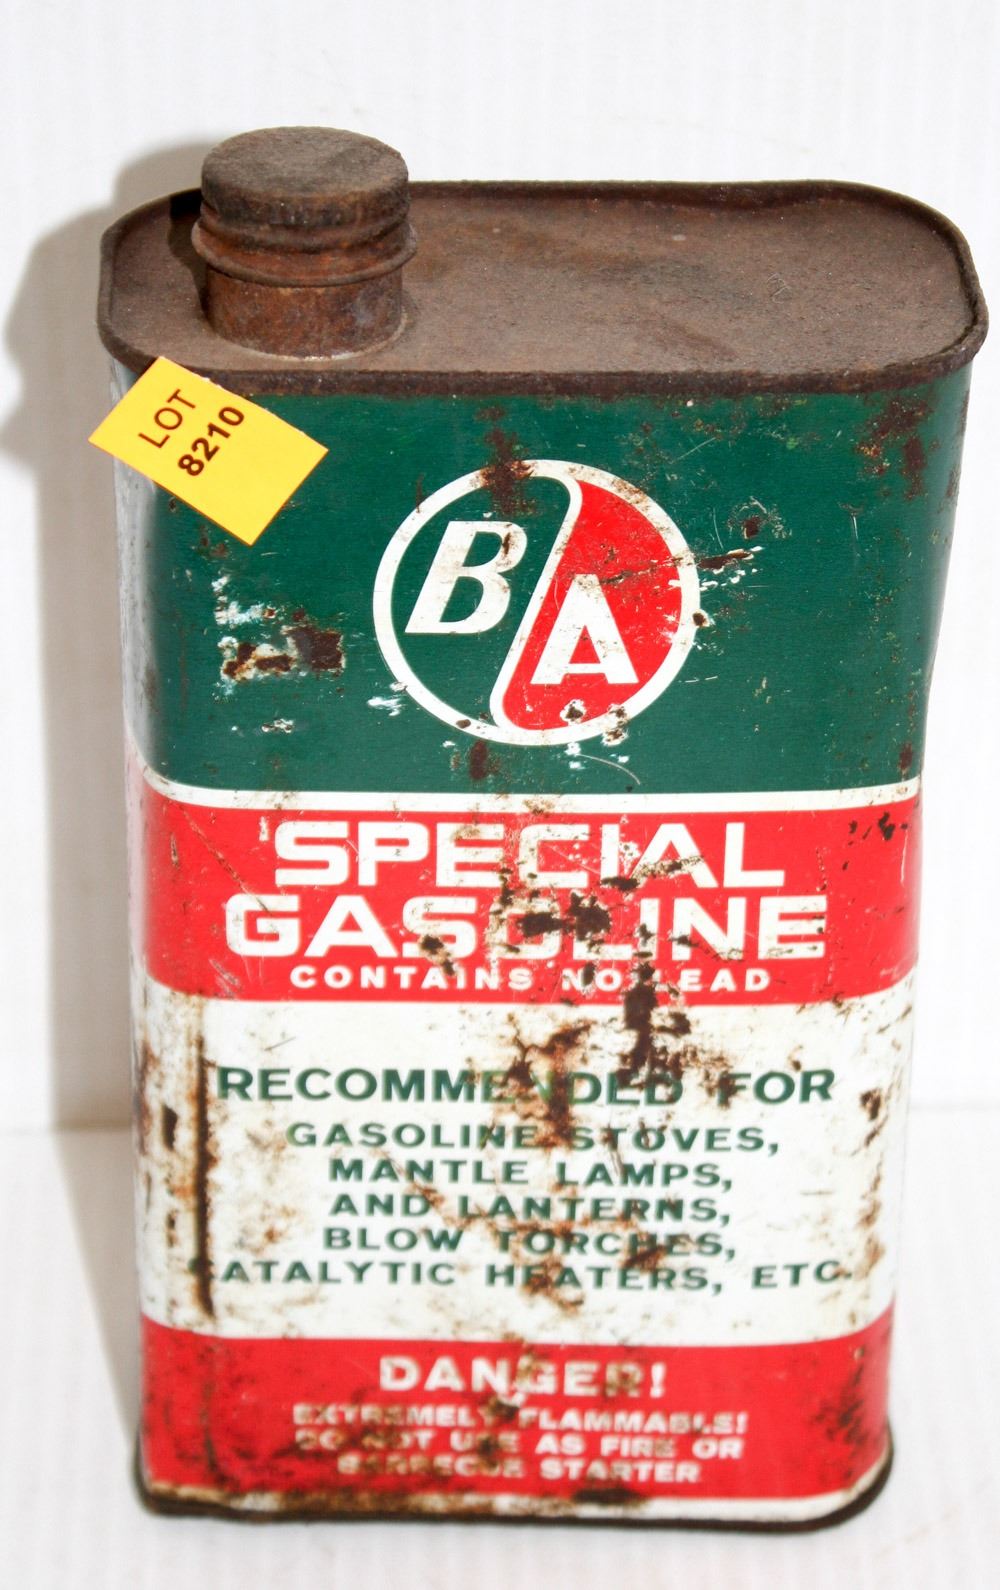 LOT
8210
B
A
SPECIAL
GASOLINE
CONTAINS NO LEAD
RECOMMENDED FOR
GASOLINE STOVES,
MANTLE LAMPS,
AND LANTERNS,
BLOW TORCHES,
CATALYTIC HEATERS, ETC.
DANGER!
EXTREMELY FLAMMABLE!
DO NOT USE AS FIRE OR
BARBECUE STARTER